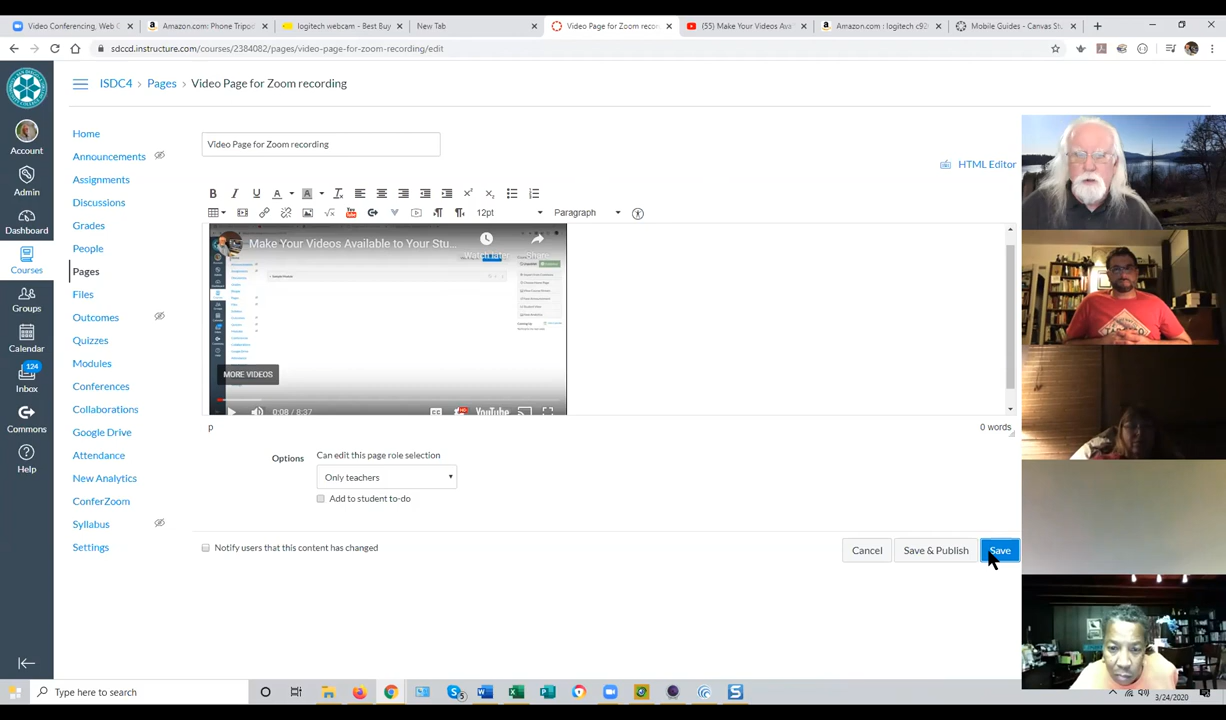 Video Conferencing, Web C
Amazon.com: Phone Tripod
logitech webcam - Best Buy
New Tab
Video Page for Zoom recor
(55) Make Your Videos Ava
Amazon.com : logitech c92
Mobile Guides - Canvas Stu
sdccd.instructure.com/courses/2384082/pages/video-page-for-zoom-recording/edit
ISDC4 › Pages › Video Page for Zoom recording
Account
Admin
Dashboard
Courses
Groups
Calendar
124
Inbox
Commons
Help
Home
Announcements
Assignments
Discussions
Grades
People
Pages
Files
Outcomes
Quizzes
Modules
Conferences
Collaborations
Google Drive
Attendance
New Analytics
ConferZoom
Syllabus
Settings
Video Page for Zoom recording
HTML Editor
12pt
Paragraph
Make Your Videos Available to Your Stu...
Watch later
MORE VIDEOS
0:08 / 8:37
CC
HD
YouTube
p
0 words
Options
Can edit this page role selection
Only teachers
Add to student to-do
Notify users that this content has changed
Cancel
Save & Publish
Save
Type here to search
3/24/2020